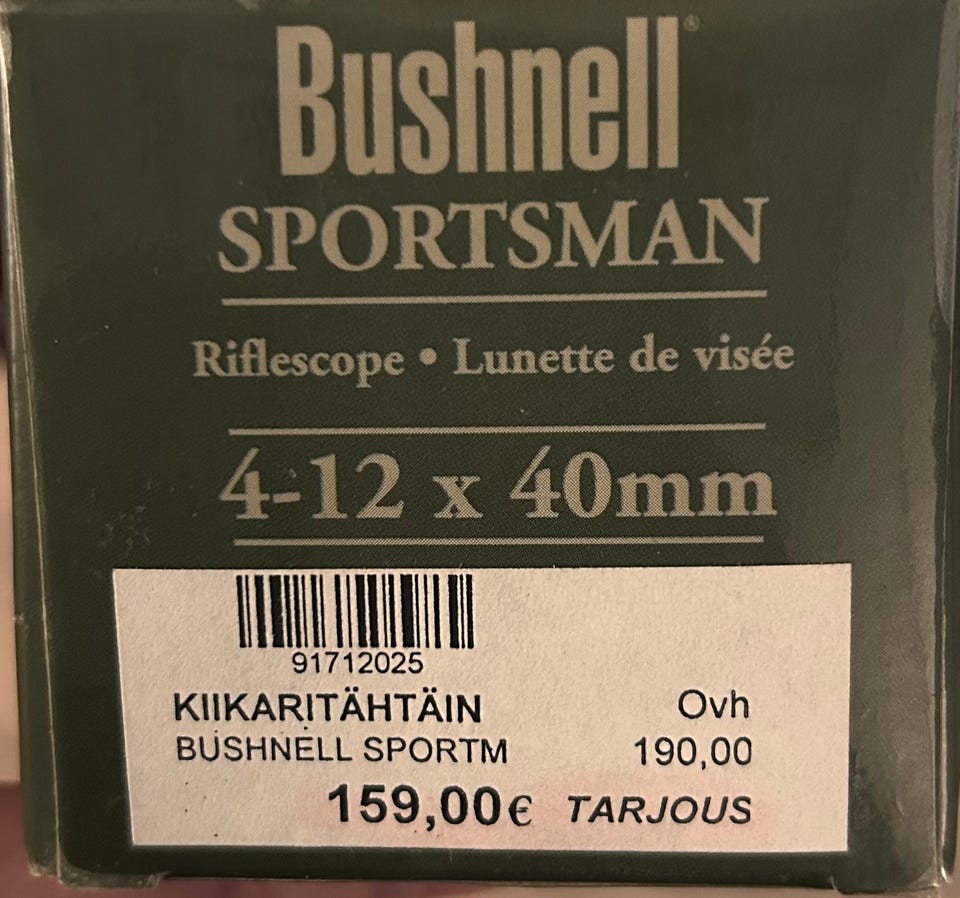 Bushnell®
SPORTSMAN
Riflescope • Lunette de visée
4-12 x 40mm
91712025
KIIKARITÄHTÄIN Ovh
BUSHNELL SPORTM 190,00
159,00€ TARJOUS